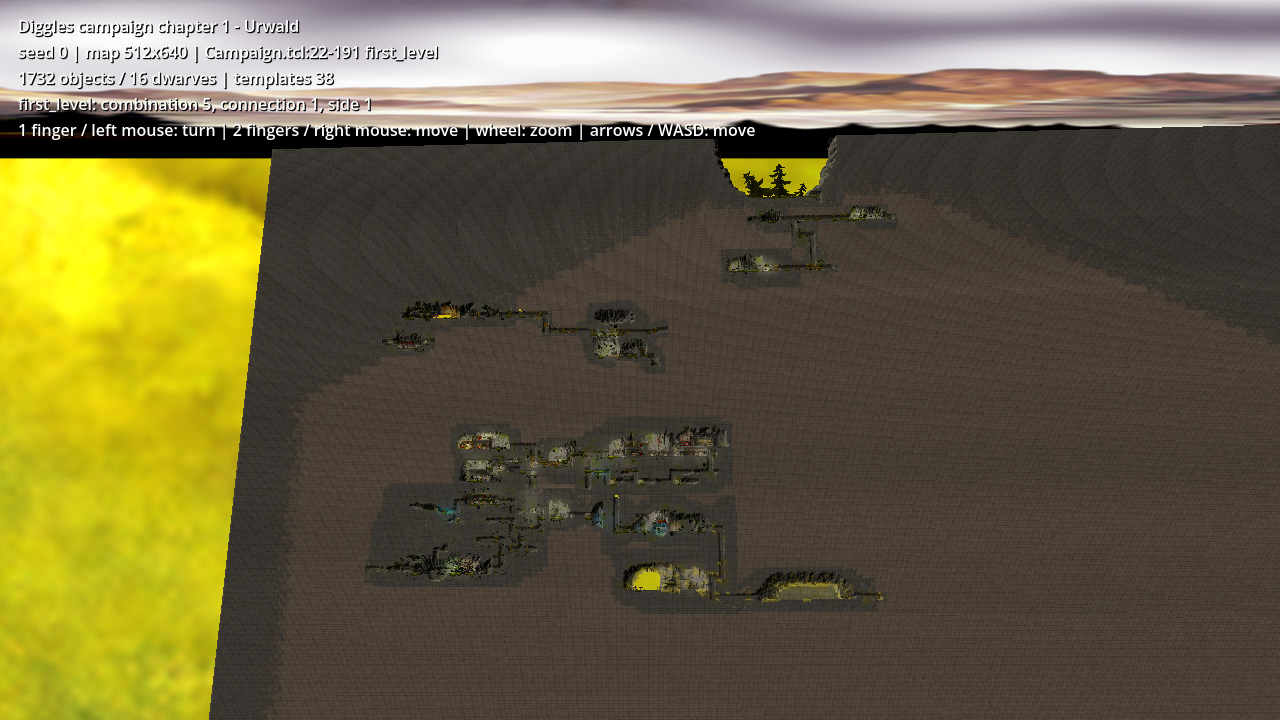 Diggles campaign chapter 1 - Urwald
seed 0 | map 512x640 | Campaign.tcl:22-191 first_level
1732 objects / 16 dwarves | templates 38
first_level: combination 5, connection 1, side 1
1 finger / left mouse: turn | 2 fingers / right mouse: move | wheel: zoom | arrows / WASD: move